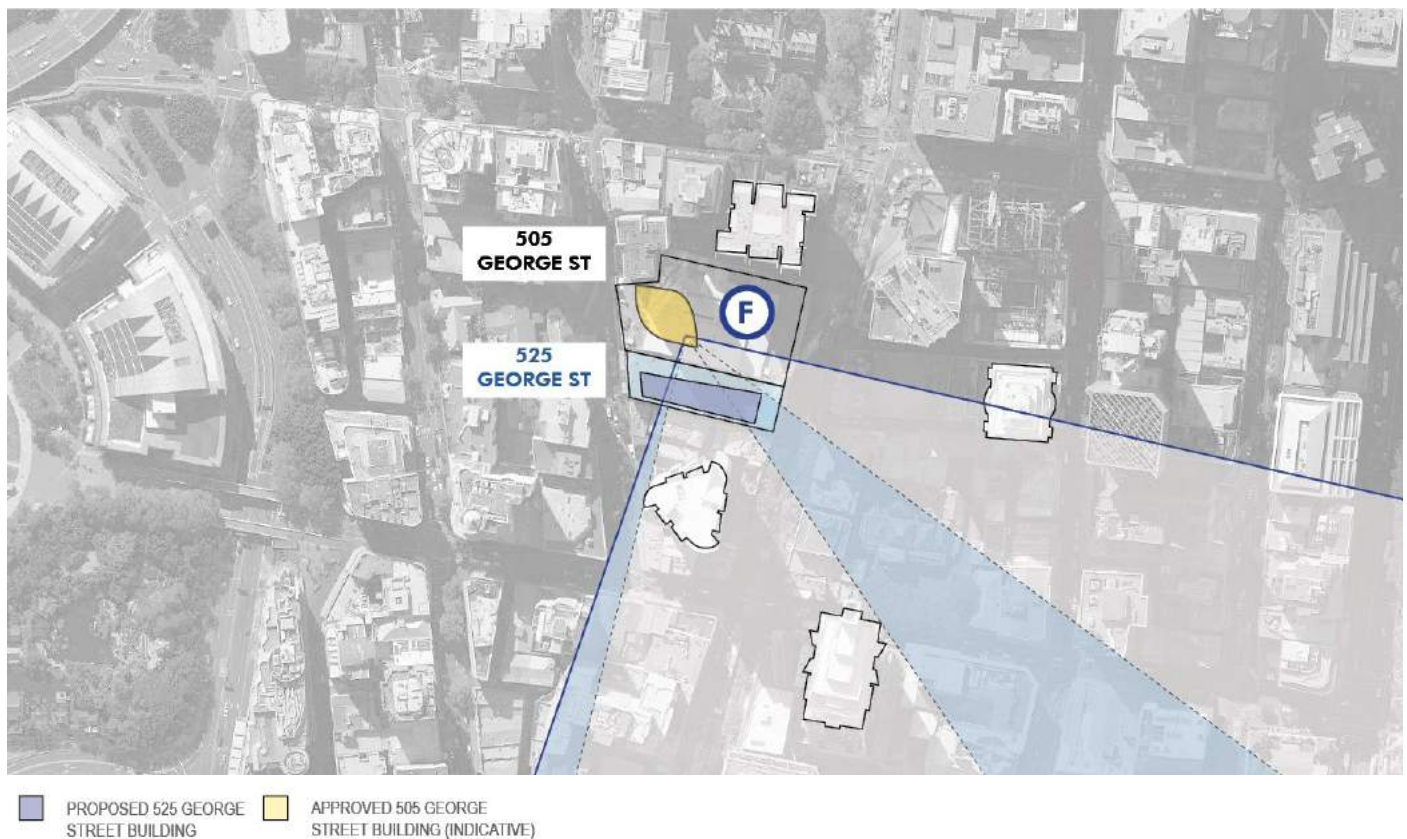 505
GEORGE ST
F
525
GEORGE ST
PROPOSED 525 GEORGE
STREET BUILDING
APPROVED 505 GEORGE
STREET BUILDING (INDICATIVE)